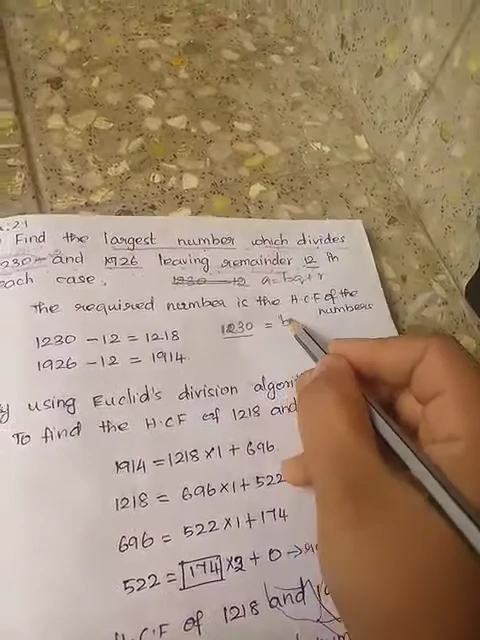 :21
Find the largest number which divides
1230 and 1926 leaving remainder 12 in
each case. 1230 - 12 a = bq + r
The required number is the H.C.F of the
numbers
1230 - 12 = 1218 1230 = b
1926 - 12 = 1914.
By using Euclid's division
To find the H.C.F of 1218 and
1914 = 1218 × 1 + 696
1218 = 696 × 1 + 522
696 = 522 × 1 + 174
522 = 174 × 3 + 0 →
H.C.F of 1218 and